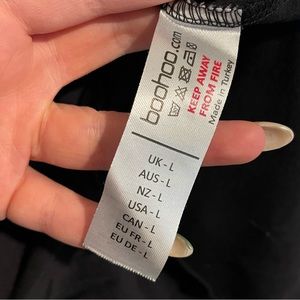 boohoo.com
KEEP AWAY
FROM FIRE
Made in Turkey
UK - L
AUS - L
NZ - L
USA - L
CAN - L
EU FR - L
EU DE - L